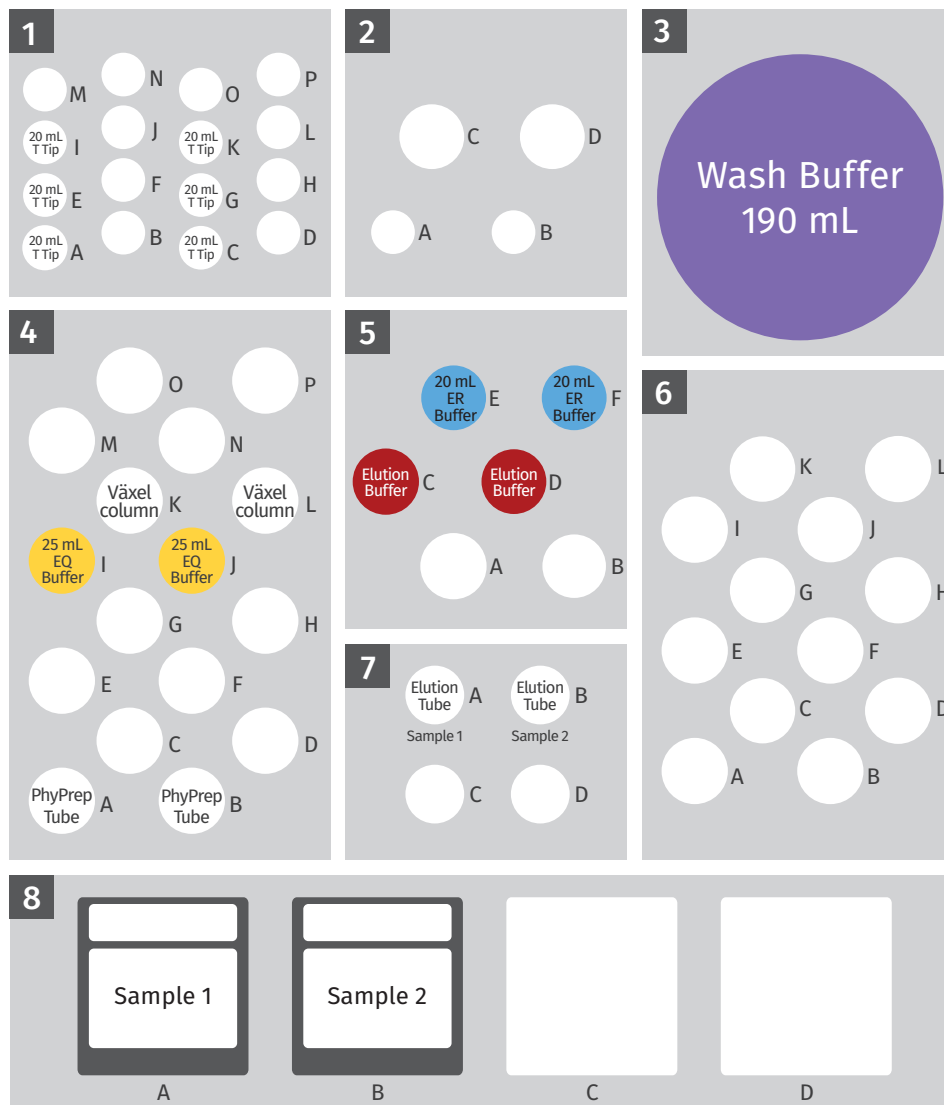 1
M
N
O
P
20 mL
T Tip
I
J
20 mL
T Tip
K
L
20 mL
T Tip
E
F
20 mL
T Tip
G
H
20 mL
T Tip
A
B
20 mL
T Tip
C
D
2
C
D
A
B
3
Wash Buffer
190 mL
4
O
P
M
N
Växel
column
K
Växel
column
L
25 mL
EQ
Buffer
I
25 mL
EQ
Buffer
J
G
H
E
F
C
D
PhyPrep
Tube
A
PhyPrep
Tube
B
5
20 mL
ER
Buffer
E
20 mL
ER
Buffer
F
Elution
Buffer
C
Elution
Buffer
D
A
B
6
K
L
I
J
G
H
E
F
C
D
A
B
7
Elution
Tube
A
Elution
Tube
B
Sample 1
Sample 2
C
D
8
Sample 1
Sample 2
A
B
C
D